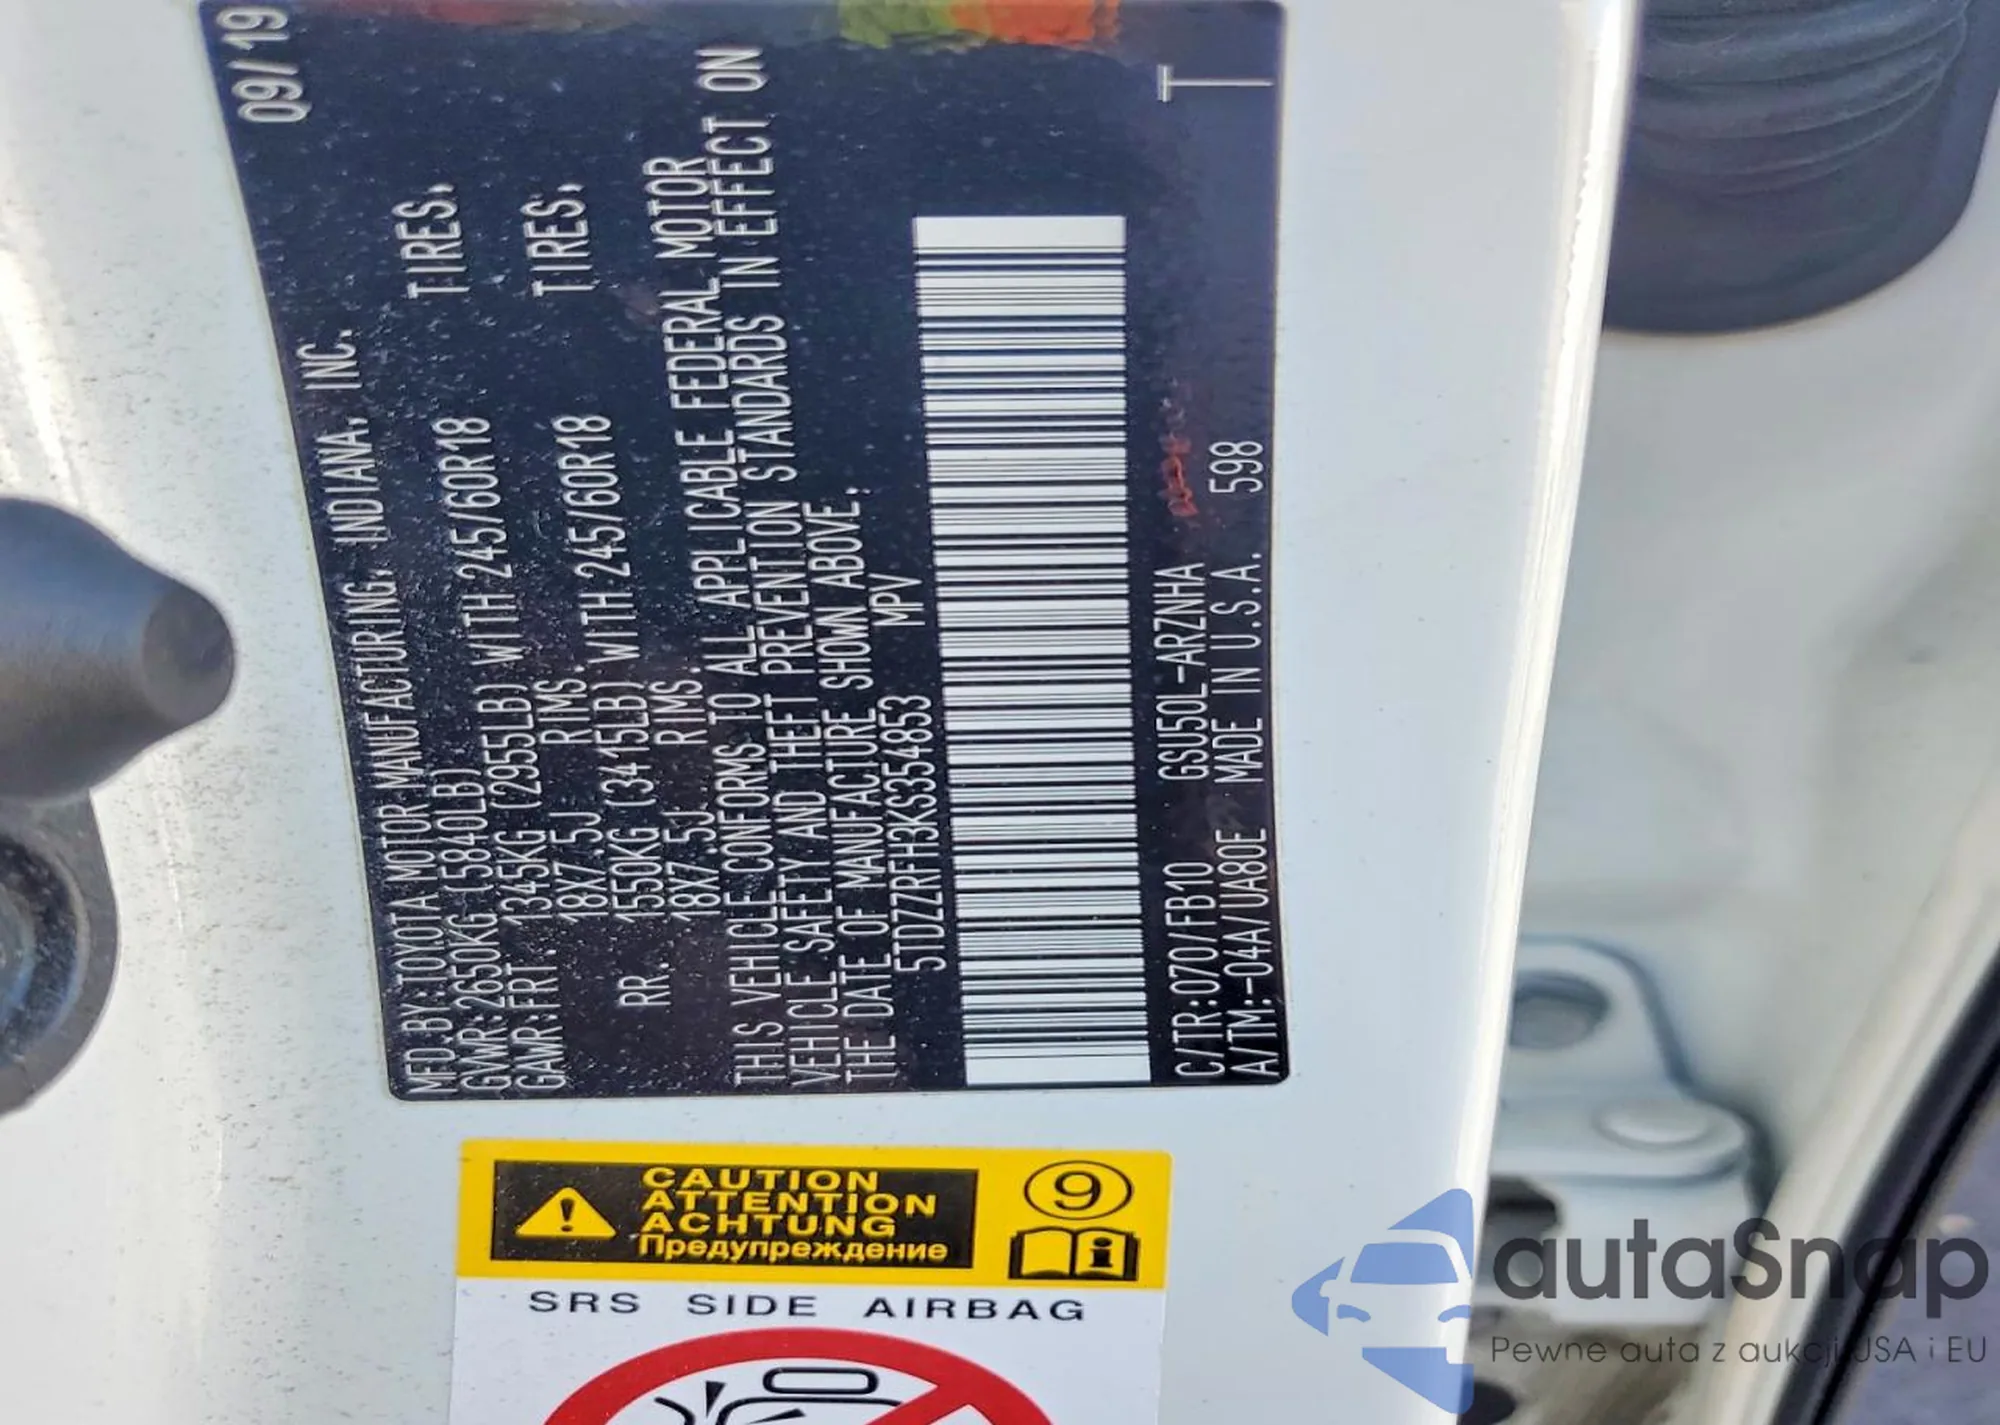 MFD.BY:TOYOTA MOTOR MANUFACTURING, INDIANA, INC. 09/19
GVWR:2650KG (5840LB)
GAWR:FRT. 1345KG (2955LB) WITH 245/60R18 TIRES,
18X7.5J RIMS.
RR. 1550KG (3415LB) WITH 245/60R18 TIRES,
18X7.5J RIMS.
THIS VEHICLE CONFORMS TO ALL APPLICABLE FEDERAL MOTOR
VEHICLE SAFETY AND THEFT PREVENTION STANDARDS IN EFFECT ON
THE DATE OF MANUFACTURE SHOWN ABOVE,
5TDZZRFH3KS354853 MPV
C/TR:070/FB10 GSU50L-ARZNHA
A/TM:-04A/UA80E MADE IN U.S.A. 598
T
CAUTION
ATTENTION
ACHTUNG
Предупреждение
9
i
SRS SIDE AIRBAG
autaSnap
Pewne auta z aukcji USA i EU